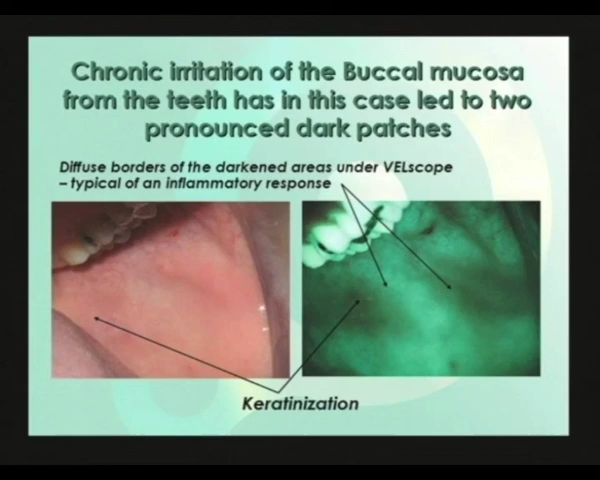 Chronic irritation of the Buccal mucosa
from the teeth has in this case led to two
pronounced dark patches
Diffuse borders of the darkened areas under VELscope
– typical of an inflammatory response
Keratinization